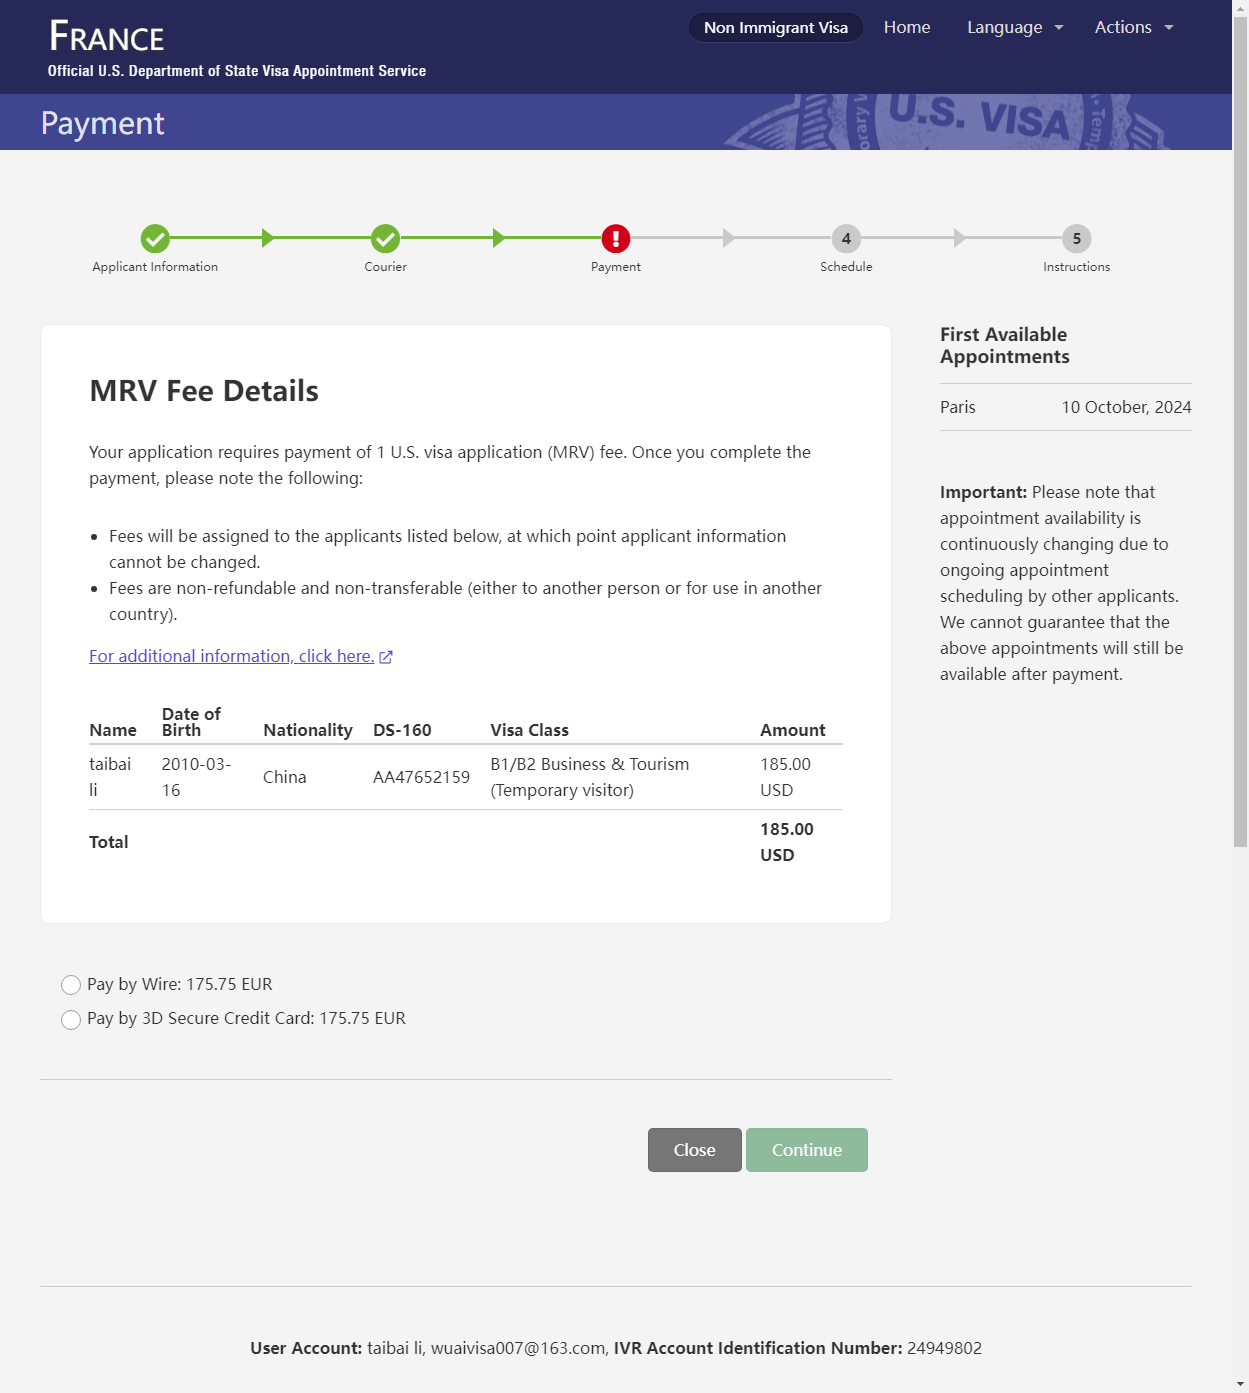 FRANCE
Official U.S. Department of State Visa Appointment Service
Non Immigrant Visa
Home
Language
Actions
Payment
U.S. VISA
Applicant Information
Courier
Payment
4
Schedule
5
Instructions
MRV Fee Details
Your application requires payment of 1 U.S. visa application (MRV) fee. Once you complete the
payment, please note the following:
• Fees will be assigned to the applicants listed below, at which point applicant information
cannot be changed.
• Fees are non-refundable and non-transferable (either to another person or for use in another
country).
For additional information, click here.
Name Date of Birth Nationality DS-160 Visa Class Amount
taibai li 2010-03-16 China AA47652159 B1/B2 Business & Tourism (Temporary visitor) 185.00 USD
Total 185.00 USD
Pay by Wire: 175.75 EUR
Pay by 3D Secure Credit Card: 175.75 EUR
Close
Continue
First Available
Appointments
Paris 10 October, 2024
Important: Please note that
appointment availability is
continuously changing due to
ongoing appointment
scheduling by other applicants.
We cannot guarantee that the
above appointments will still be
available after payment.
User Account: taibai li, wuaivisa007@163.com, IVR Account Identification Number: 24949802